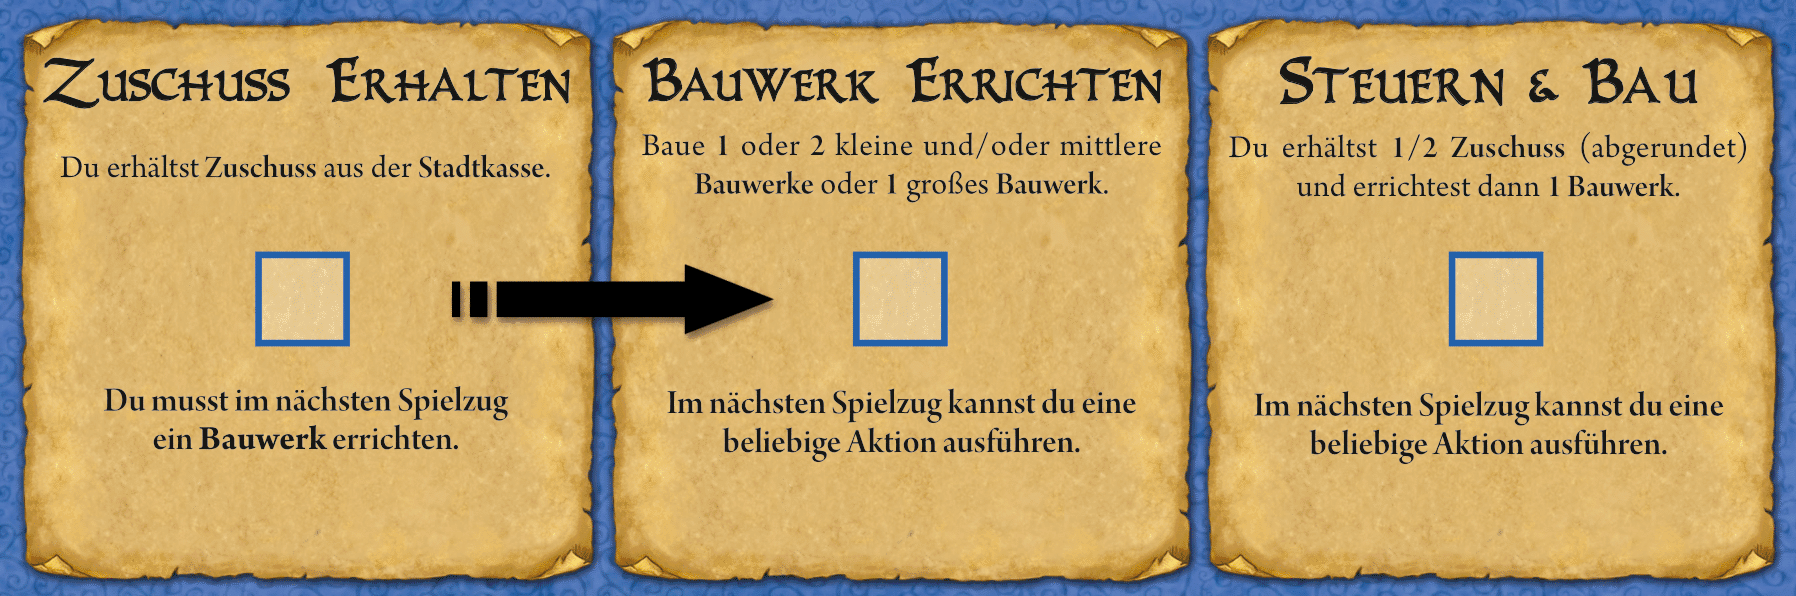 Zuschuss Erhalten
Du erhältst Zuschuss aus der Stadtkasse.
Du musst im nächsten Spielzug
ein Bauwerk errichten.
Bauwerk Errichten
Baue 1 oder 2 kleine und/oder mittlere
Bauwerke oder 1 großes Bauwerk.
Im nächsten Spielzug kannst du eine
beliebige Aktion ausführen.
Steuern & Bau
Du erhältst 1/2 Zuschuss (abgerundet)
und errichtest dann 1 Bauwerk.
Im nächsten Spielzug kannst du eine
beliebige Aktion ausführen.